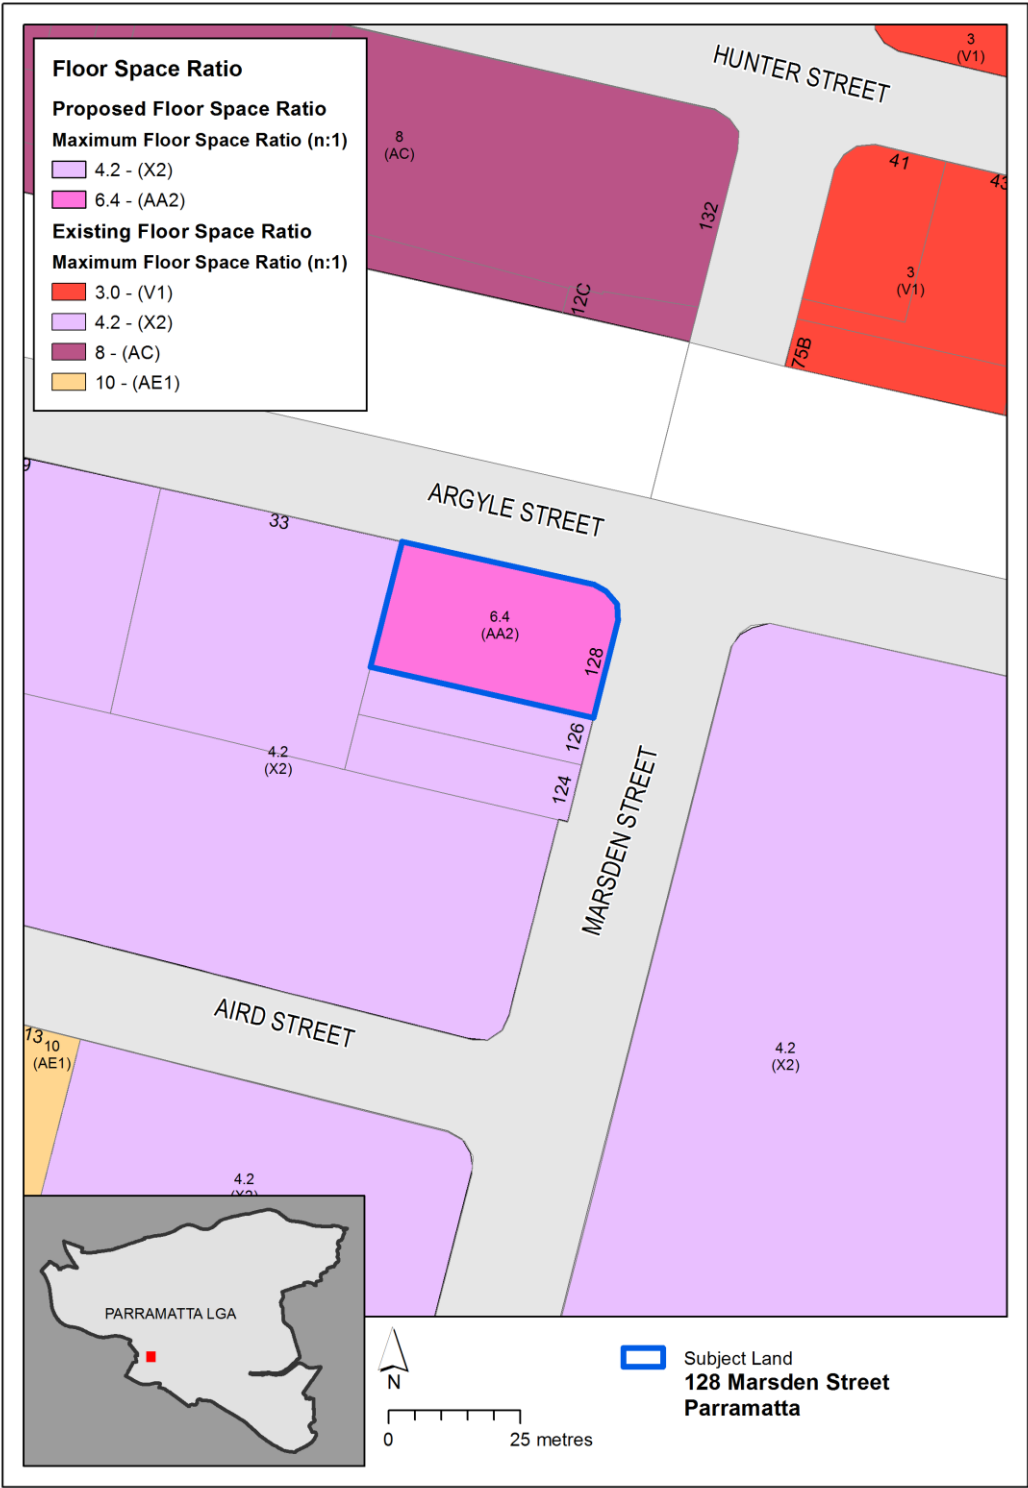 Floor Space Ratio
Proposed Floor Space Ratio
Maximum Floor Space Ratio (n:1)
4.2 - (X2)
6.4 - (AA2)
Existing Floor Space Ratio
Maximum Floor Space Ratio (n:1)
3.0 - (V1)
4.2 - (X2)
8 - (AC)
10 - (AE1)
HUNTER STREET
3
(V1)
8
(AC)
41
43
132
3
(V1)
12C
75B
9
33
ARGYLE STREET
6.4
(AA2)
128
126
124
4.2
(X2)
MARSDEN STREET
AIRD STREET
13
10
(AE1)
4.2
(X2)
4.2
(X2)
PARRAMATTA LGA
N
0 25 metres
Subject Land
128 Marsden Street
Parramatta